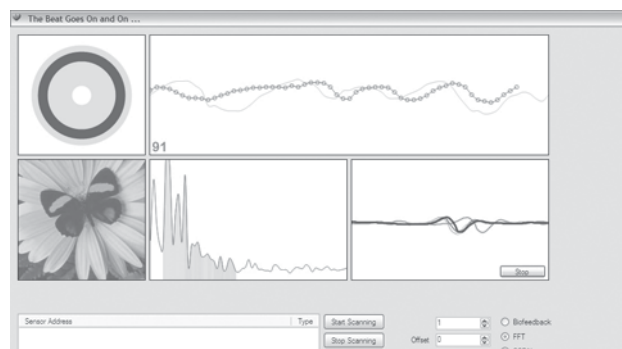 The Beat Goes On and On ...
91
Stop
Sensor Address Type
Start Scanning
1
Biofeedback
Stop Scanning
Offset 0
FFT